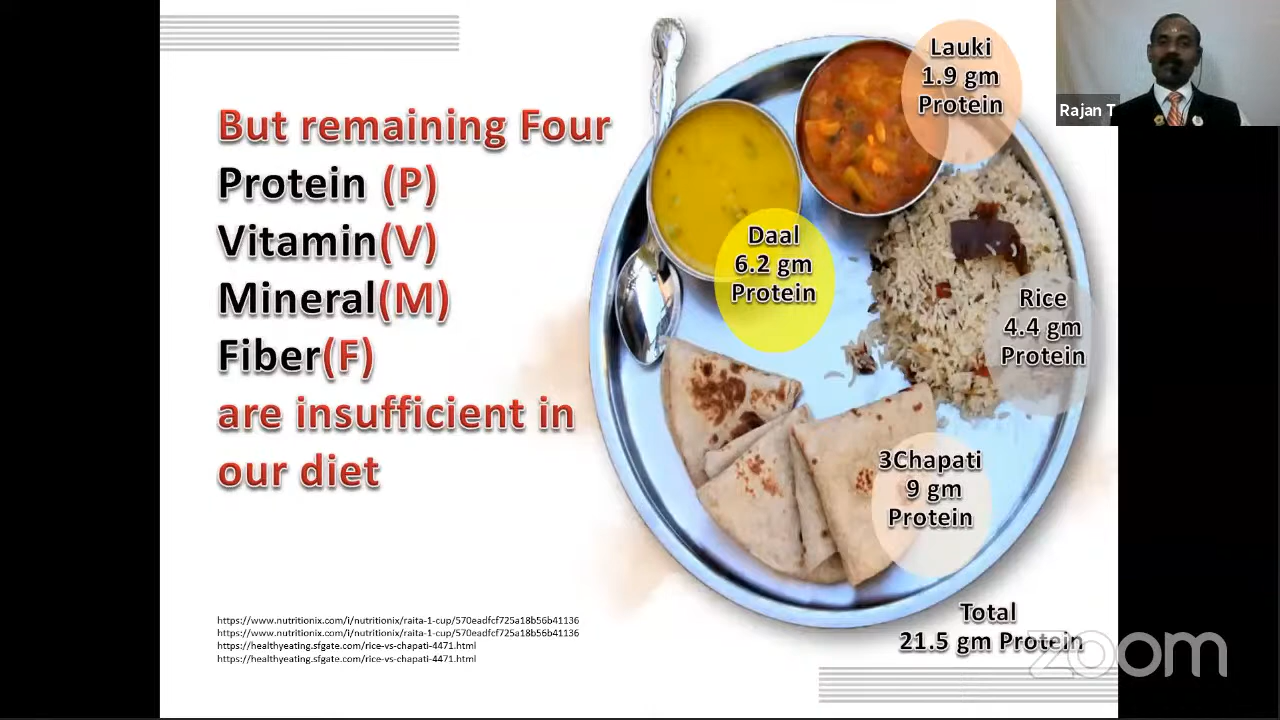 But remaining Four
Protein (P)
Vitamin(V)
Mineral(M)
Fiber(F)
are insufficient in
our diet
Lauki
1.9 gm
Protein
Daal
6.2 gm
Protein
Rice
4.4 gm
Protein
3Chapati
9 gm
Protein
Total
21.5 gm Protein
https://www.nutritionix.com/i/nutritionix/raita-1-cup/570eadfcf725a18b56b41136
https://www.nutritionix.com/i/nutritionix/raita-1-cup/570eadfcf725a18b56b41136
https://healthyeating.sfgate.com/rice-vs-chapati-4471.html
https://healthyeating.sfgate.com/rice-vs-chapati-4471.html
Rajan T
zoom